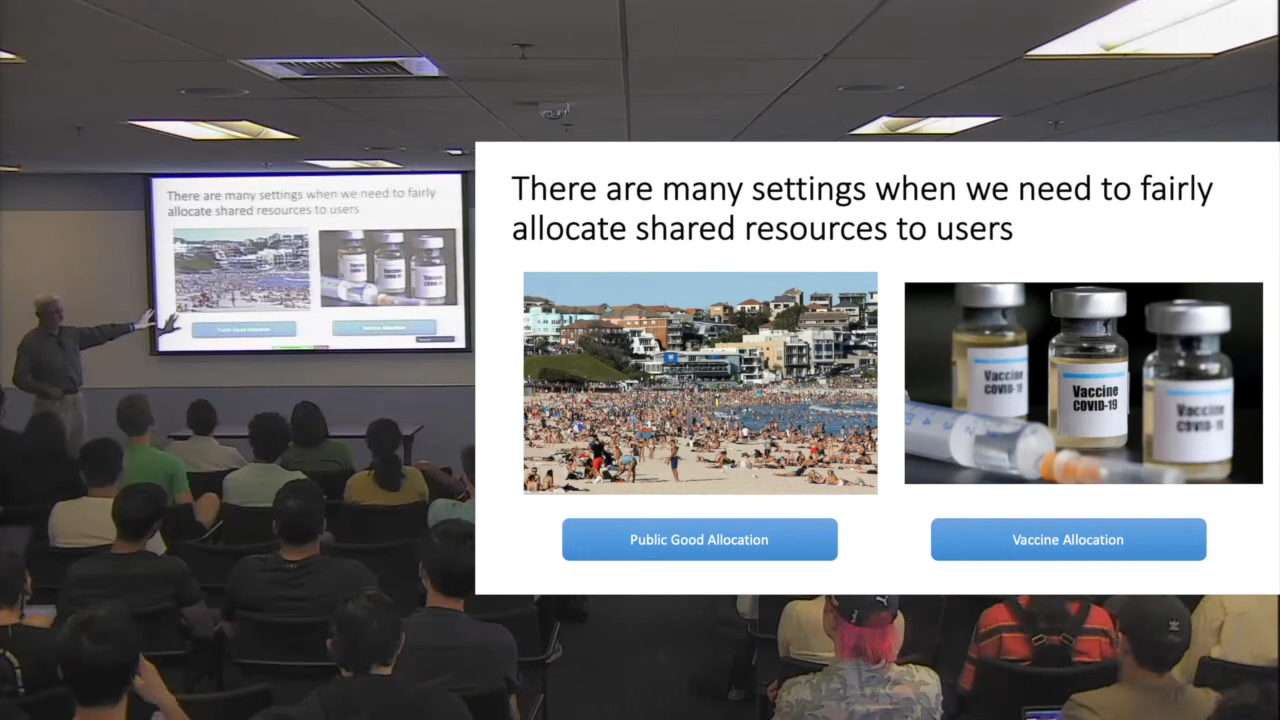 There are many settings when we need to fairly
allocate shared resources to users
Public Good Allocation
Vaccine Allocation
There are many settings when we need to fairly
allocate shared resources to users
Vaccine
COVID-19
Vaccine
COVID-19
Vaccine
COVID-19
Public Good Allocation
Vaccine Allocation